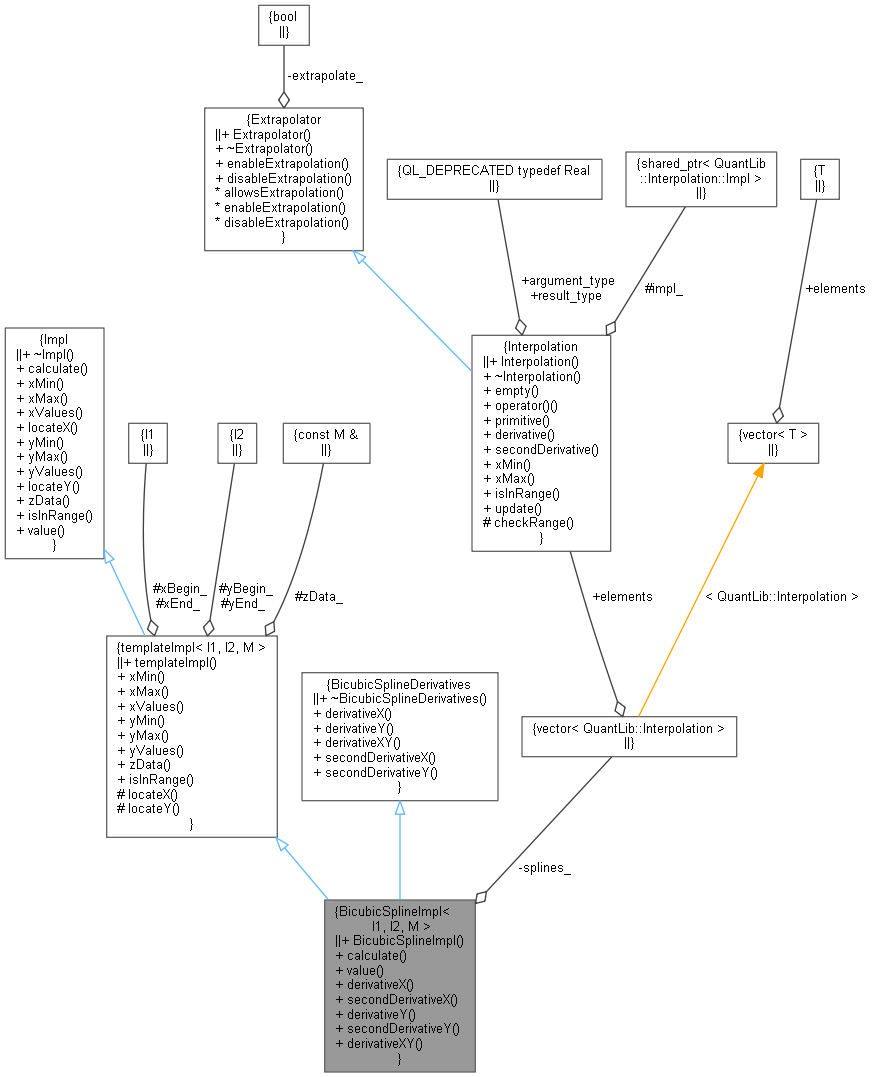 {bool
||}
-extrapolate_
{Extrapolator
||+ Extrapolator()
+ ~Extrapolator()
+ enableExtrapolation()
+ disableExtrapolation()
* allowsExtrapolation()
* enableExtrapolation()
* disableExtrapolation()
}
{QL_DEPRECATED typedef Real
||}
{shared_ptr< QuantLib
::Interpolation::Impl >
||}
{T
||}
+argument_type
+result_type
#impl_
+elements
{Impl
||+ ~Impl()
+ calculate()
+ xMin()
+ xMax()
+ xValues()
+ locateX()
+ yMin()
+ yMax()
+ yValues()
+ locateY()
+ zData()
+ isInRange()
+ value()
}
{I1
||}
{I2
||}
{const M &
||}
{Interpolation
||+ Interpolation()
+ ~Interpolation()
+ empty()
+ operator()()
+ primitive()
+ derivative()
+ secondDerivative()
+ xMin()
+ xMax()
+ isInRange()
+ update()
# checkRange()
}
{vector< T >
||}
#xBegin_
#xEnd_
#yBegin_
#yEnd_
#zData_
+elements
< QuantLib::Interpolation >
{templateImpl< I1, I2, M >
||+ templateImpl()
+ xMin()
+ xMax()
+ xValues()
+ yMin()
+ yMax()
+ yValues()
+ zData()
+ isInRange()
# locateX()
# locateY()
}
{BicubicSplineDerivatives
||+ ~BicubicSplineDerivatives()
+ derivativeX()
+ derivativeY()
+ derivativeXY()
+ secondDerivativeX()
+ secondDerivativeY()
}
{vector< QuantLib::Interpolation >
||}
-splines_
{BicubicSplineImpl<
I1, I2, M >
||+ BicubicSplineImpl()
+ calculate()
+ value()
+ derivativeX()
+ secondDerivativeX()
+ derivativeY()
+ secondDerivativeY()
+ derivativeXY()
}